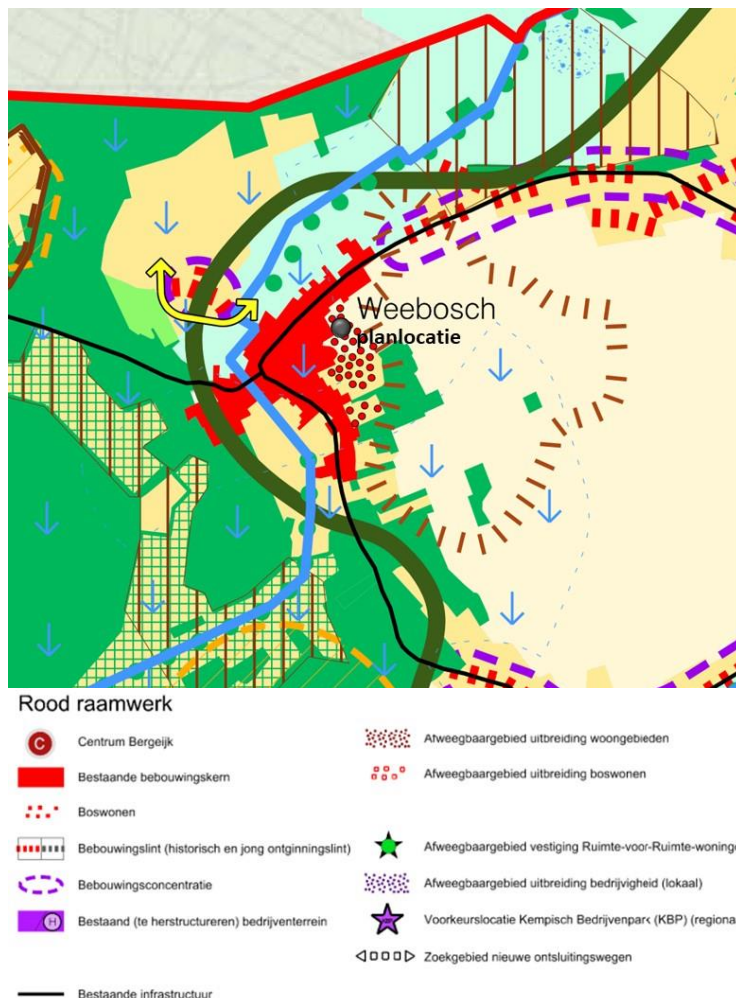 Weebosch
planlocatie
Rood raamwerk
C
Centrum Bergeijk
Bestaande bebouwingskern
Boswonen
Bebouwingslint (historisch en jong ontginningslint)
Bebouwingsconcentratie
H
Bestaand (te herstructureren) bedrijventerrein
Bestaande infrastructuur
Afweegbaargebied uitbreiding woongebieden
Afweegbaargebied uitbreiding boswonen
Afweegbaargebied vestiging Ruimte-voor-Ruimte-woninge
Afweegbaargebied uitbreiding bedrijvigheid (lokaal)
Voorkeurslocatie Kempisch Bedrijvenpark (KBP) (regiona
Zoekgebied nieuwe ontsluitingswegen